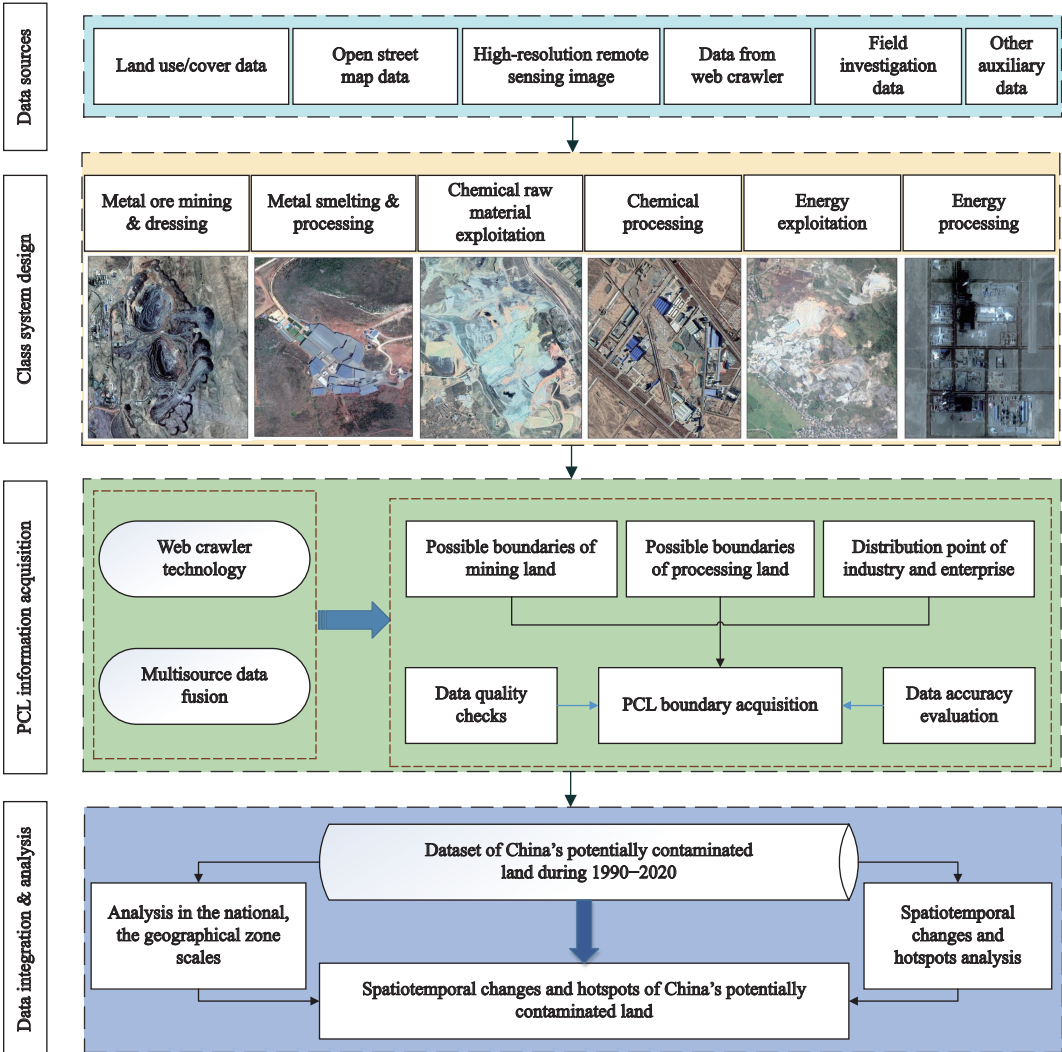 Data sources
Land use/cover data
Open street
map data
High-resolution remote
sensing image
Data from
web crawler
Field
investigation
data
Other
auxiliary
data
Class system design
Metal ore mining
& dressing
Metal smelting &
processing
Chemical raw
material
exploitation
Chemical
processing
Energy
exploitation
Energy
processing
PCL information acquisition
Web crawler
technology
Multisource data
fusion
Possible boundaries of
mining land
Possible boundaries
of processing land
Distribution point of
industry and enterprise
Data quality
checks
PCL boundary acquisition
Data accuracy
evaluation
Data integration & analysis
Dataset of China’s potentially contaminated
land during 1990–2020
Analysis in the national,
the geographical zone
scales
Spatiotemporal
changes and
hotspots analysis
Spatiotemporal changes and hotspots of China’s potentially
contaminated land